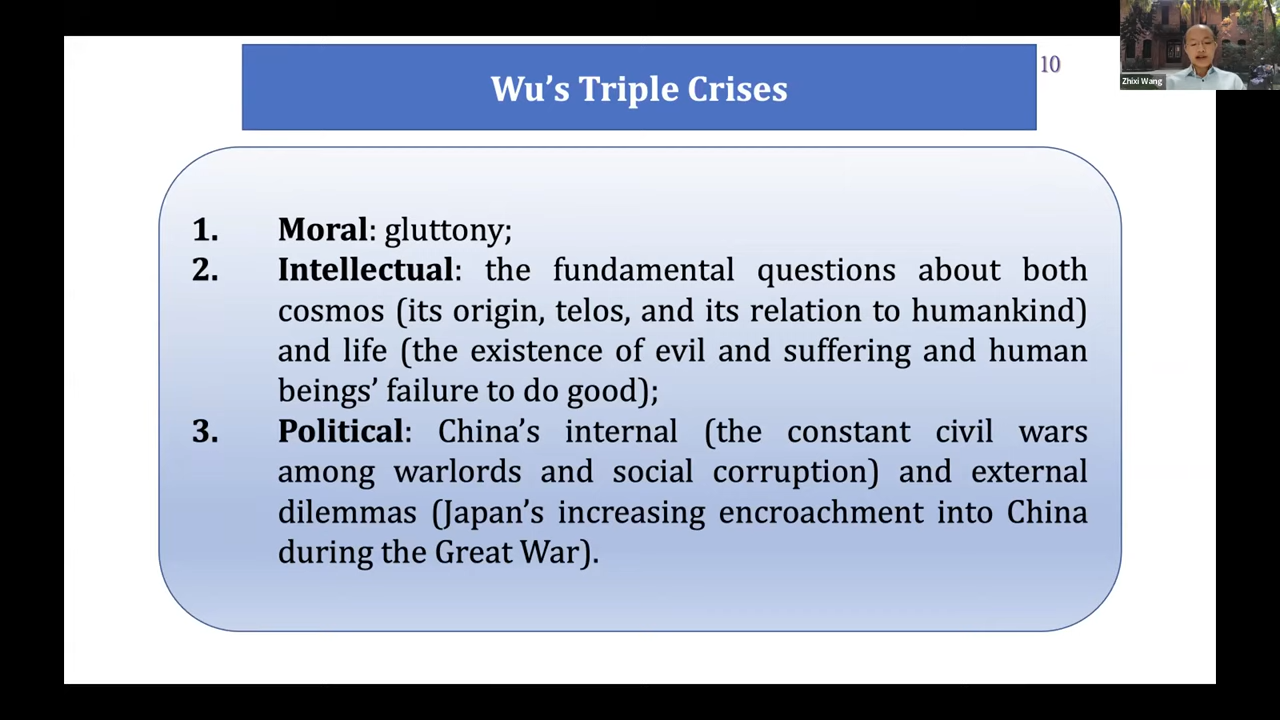 Wu's Triple Crises
10
Zhixi Wang
1. Moral: gluttony;
2. Intellectual: the fundamental questions about both
cosmos (its origin, telos, and its relation to humankind)
and life (the existence of evil and suffering and human
beings' failure to do good);
3. Political: China's internal (the constant civil wars
among warlords and social corruption) and external
dilemmas (Japan's increasing encroachment into China
during the Great War).